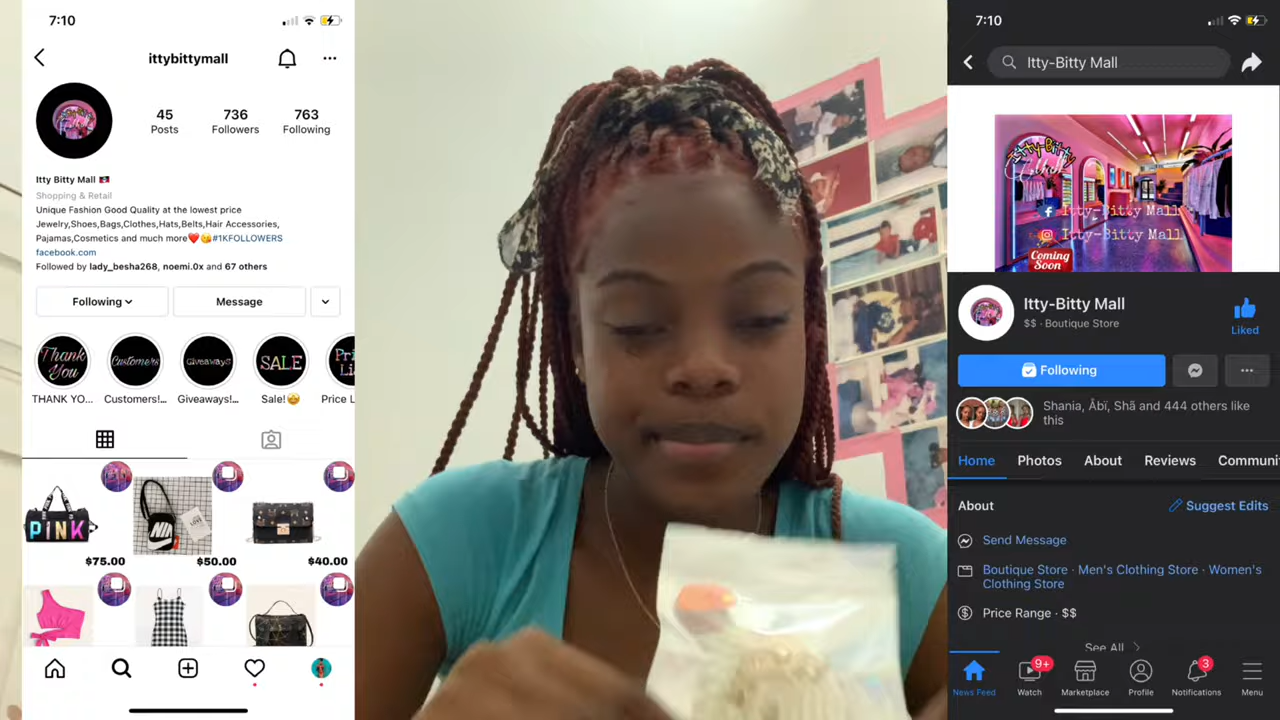 7:10
ittybittymall
45
736
763
Posts
Followers
Following
Itty Bitty Mall
Shopping & Retail
Unique Fashion Good Quality at the lowest price
Jewelry,Shoes,Bags,Clothes,Hats,Belts,Hair Accessories,
Pajamas,Cosmetics and much more❤️😘#1KFOLLOWERS
facebook.com
Followed by lady_besha268, noemi.0x and 67 others
Following
Message
Thank You
Customers
Giveaways
SALE
THANK YO...
Customers!...
Giveaways!...
Sale!🤩
Price L
PINK
$75.00
$50.00
$40.00
7:10
Itty-Bitty Mall
Itty-Bitty
Itty-Bitty Mall
Itty-Bitty Mall
Coming
Soon
Itty-Bitty Mall
$$ · Boutique Store
Liked
Following
...
Shania, Åbï, Shã and 444 others like
this
Home
Photos
About
Reviews
Communi
About
Suggest Edits
Send Message
Boutique Store · Men's Clothing Store · Women's
Clothing Store
Price Range · $$
See All
9+
3
News Feed
Watch
Marketplace
Profile
Notifications
Menu